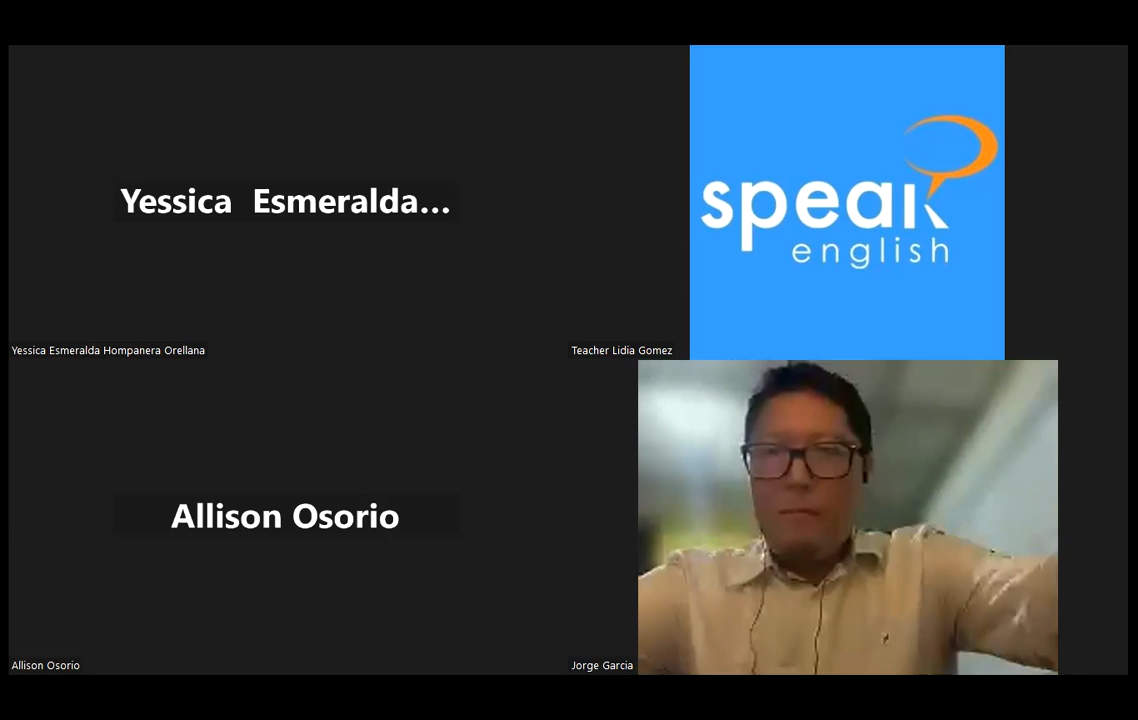 Yessica Esmeralda...
speak
english
Yessica Esmeralda Hompanera Orellana
Teacher Lidia Gomez
Allison Osorio
Allison Osorio
Jorge Garcia